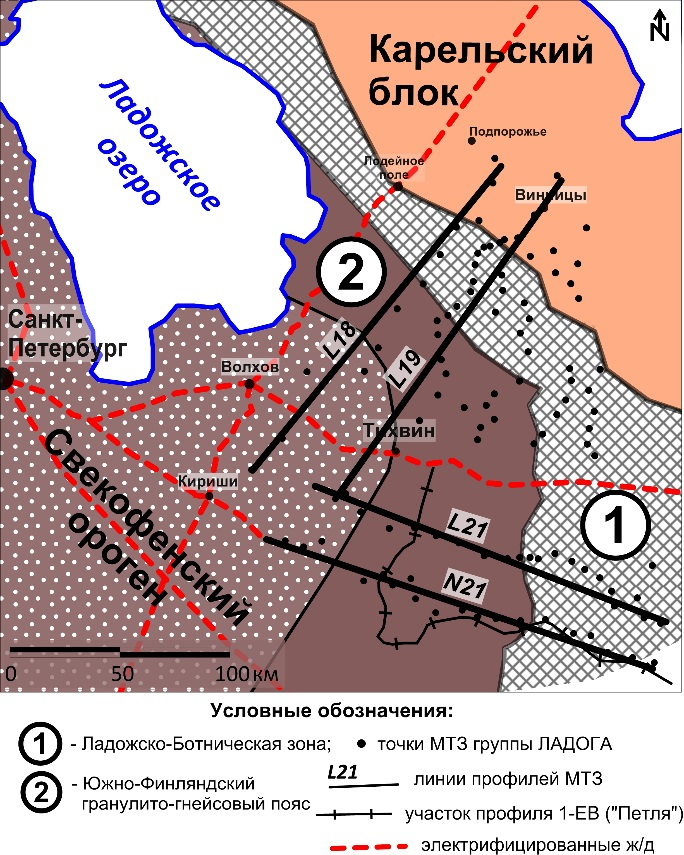 N
Карельский
блок
Ладожское
озеро
Подпорожье
Лодейное
поле
Винницы
2
Санкт-
Петербург
L18
L19
Волхов
Тихвин
Кириши
Свекофенский
ороген
1
L21
N21
0
50
100 км
Условные обозначения:
1 - Ладожско-Ботническая зона;
● точки МТЗ группы ЛАДОГА
2 - Южно-Финляндский
гранулито-гнейсовый пояс
L21 линии профилей МТЗ
участок профиля 1-ЕВ ("Петля")
электрифицированные ж/д